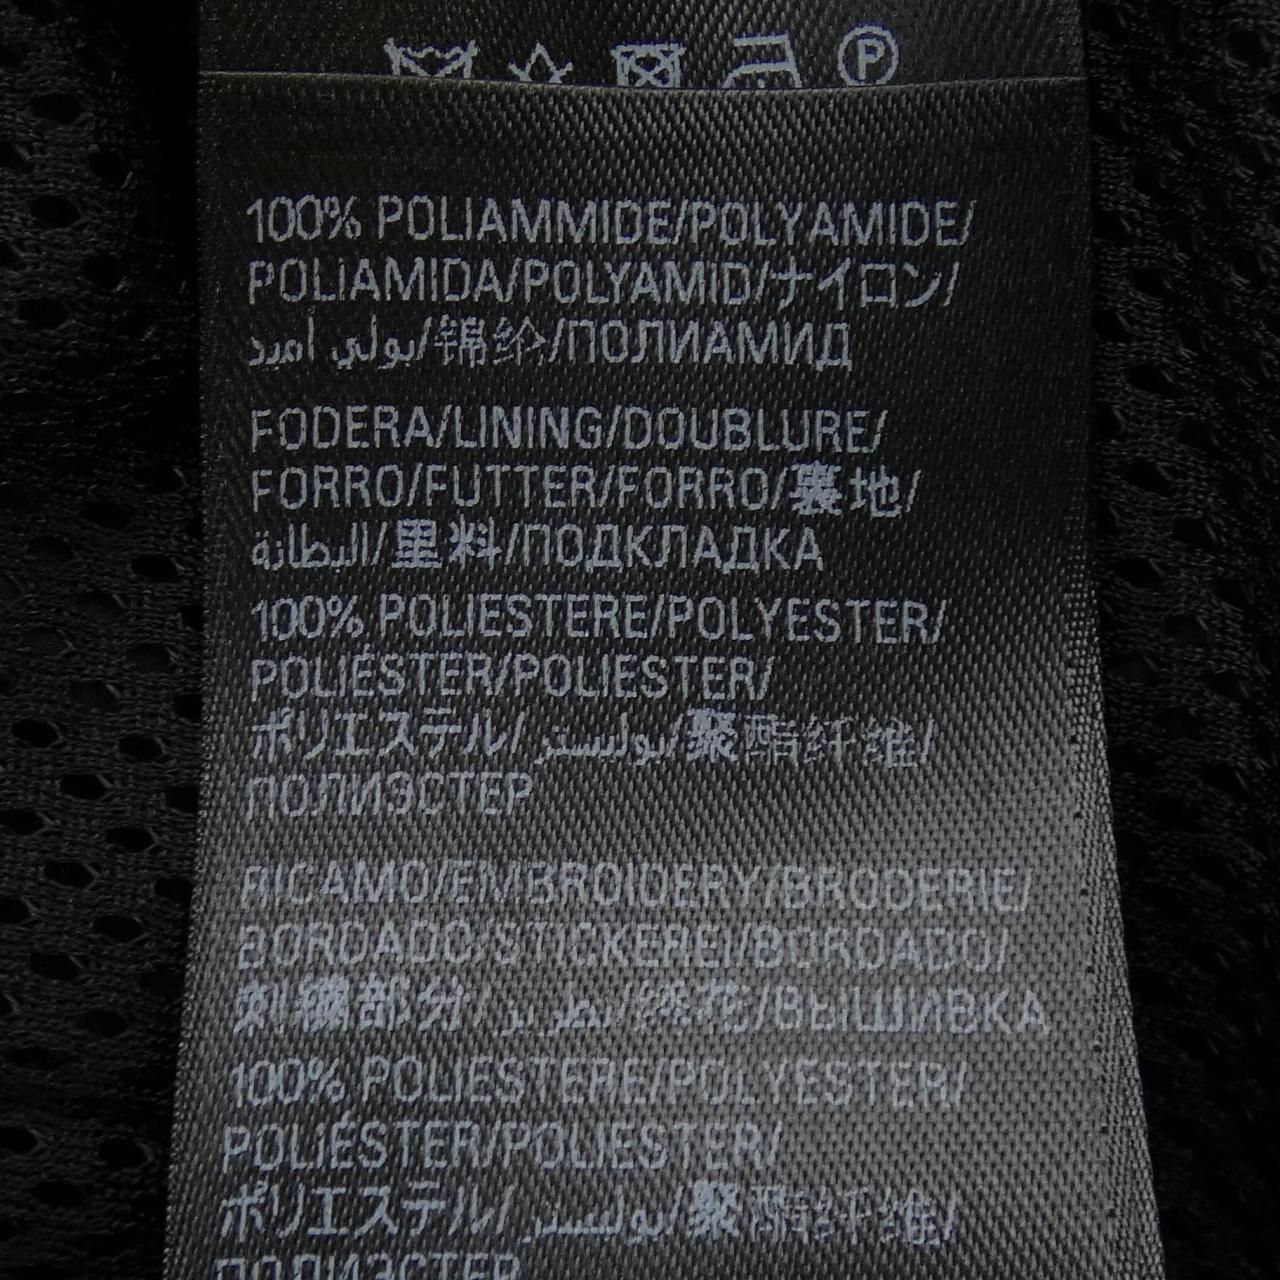 P
100% POLIAMMIDE/POLYAMIDE/
POLIAMIDA/POLYAMID/ナイロン/
بولي أميد/锦纶/ПОЛИАМИД
FODERA/LINING/DOUBLURE/
FORRO/FUTTER/FORRO/裏地/
البطانة/里料/ПОДКЛАДКА
100% POLIESTERE/POLYESTER/
POLIÉSTER/POLIESTER/
ポリエステル/بوليستر/聚酯纤维/
ПОЛИЭСТЕР
RICAMO/EMBROIDERY/BRODERIE/
BORDADO/STICKEREI/BORDADO/
刺繍部分/تطريز/绣花/ВЫШИВКА
100% POLIESTERE/POLYESTER/
POLIÉSTER/POLIESTER/
ポリエステル/بوليستر/聚酯纤维/
ПОЛИЭСТЕР